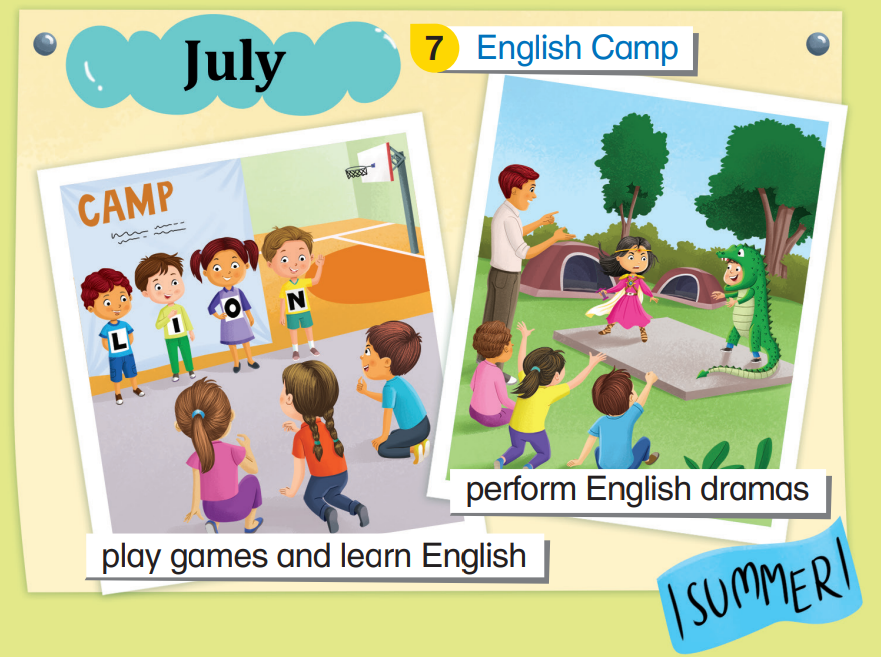 July
7 English Camp
CAMP
L I O N
play games and learn English
perform English dramas
SUMMER